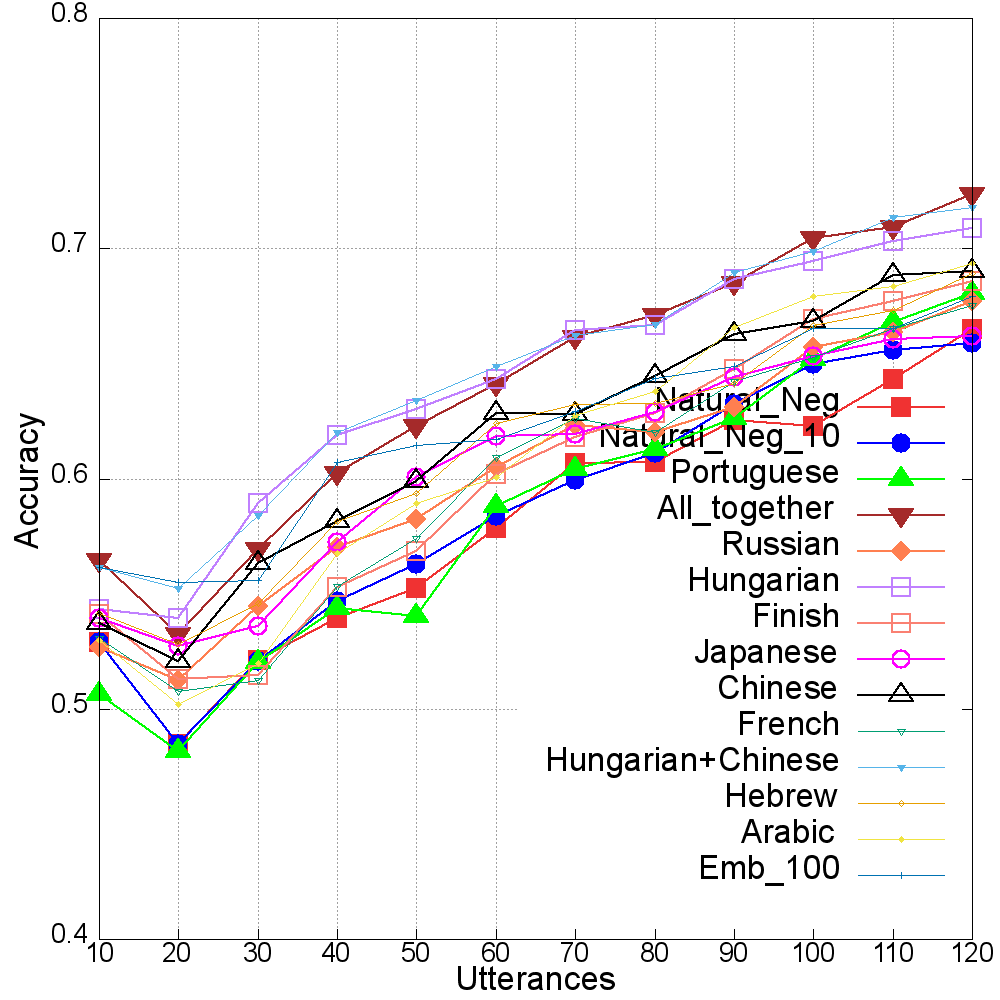 0.8
0.7
0.6
0.5
0.4
Accuracy
Natural_Neg
Natural_Neg_10
Portuguese
All_together
Russian
Hungarian
Finish
Japanese
Chinese
French
Hungarian+Chinese
Hebrew
Arabic
Emb_100
10 20 30 40 50 60 70 80 90 100 110 120
Utterances